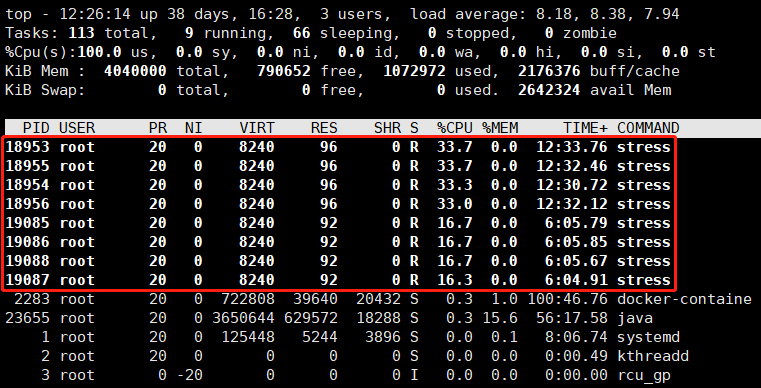 top - 12:26:14 up 38 days, 16:28,  3 users,  load average: 8.18, 8.38, 7.94
Tasks: 113 total,   9 running,  66 sleeping,   0 stopped,   0 zombie
%Cpu(s):100.0 us,  0.0 sy,  0.0 ni,  0.0 id,  0.0 wa,  0.0 hi,  0.0 si,  0.0 st
KiB Mem :  4040000 total,   790652 free,  1072972 used,  2176376 buff/cache
KiB Swap:        0 total,        0 free,        0 used.  2642324 avail Mem
  PID USER      PR  NI    VIRT    RES    SHR S  %CPU %MEM     TIME+ COMMAND
18953 root      20   0    8240     96      0 R  33.7  0.0  12:33.76 stress
18955 root      20   0    8240     96      0 R  33.7  0.0  12:32.46 stress
18954 root      20   0    8240     96      0 R  33.3  0.0  12:30.72 stress
18956 root      20   0    8240     96      0 R  33.0  0.0  12:32.12 stress
19085 root      20   0    8240     92      0 R  16.7  0.0   6:05.79 stress
19086 root      20   0    8240     92      0 R  16.7  0.0   6:05.85 stress
19088 root      20   0    8240     92      0 R  16.7  0.0   6:05.67 stress
19087 root      20   0    8240     92      0 R  16.3  0.0   6:04.91 stress
 2283 root      20   0  722808  39640  20432 S   0.3  1.0 100:46.76 docker-containe
23655 root      20   0 3650644 629572  18288 S   0.3 15.6  56:17.58 java
    1 root      20   0  125448   5244   3896 S   0.0  0.1   8:06.74 systemd
    2 root      20   0       0      0      0 S   0.0  0.0   0:00.49 kthreadd
    3 root       0 -20       0      0      0 I   0.0  0.0   0:00.00 rcu_gp